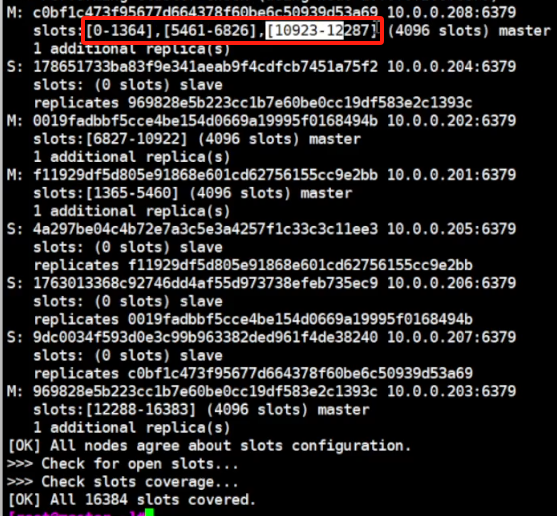 M: c0bf1c473f95677d664378f60be6c50939d53a69 10.0.0.208:6379
slots:[0-1364],[5461-6826],[10923-12287] (4096 slots) master
1 additional replica(s)
S: 178651733ba83f9e341aeab9f4cdfcb7451a75f2 10.0.0.204:6379
slots: (0 slots) slave
replicates 969828e5b223cc1b7e60be0cc19df583e2c1393c
M: 0019fadbbf5cce4be154d0669a19995f0168494b 10.0.0.202:6379
slots:[6827-10922] (4096 slots) master
1 additional replica(s)
M: f11929df5d805e91868e601cd62756155cc9e2bb 10.0.0.201:6379
slots:[1365-5460] (4096 slots) master
1 additional replica(s)
S: 4a297be04c4b72e7a3c5e3a4257f1c33c3c11ee3 10.0.0.205:6379
slots: (0 slots) slave
replicates f11929df5d805e91868e601cd62756155cc9e2bb
S: 1763013368c92746dd4af55d973738efeb735ec9 10.0.0.206:6379
slots: (0 slots) slave
replicates 0019fadbbf5cce4be154d0669a19995f0168494b
S: 9dc0034f593d0e3c99b963382ded961f4de38240 10.0.0.207:6379
slots: (0 slots) slave
replicates c0bf1c473f95677d664378f60be6c50939d53a69
M: 969828e5b223cc1b7e60be0cc19df583e2c1393c 10.0.0.203:6379
slots:[12288-16383] (4096 slots) master
1 additional replica(s)
[OK] All nodes agree about slots configuration.
>>> Check for open slots...
>>> Check slots coverage...
[OK] All 16384 slots covered.